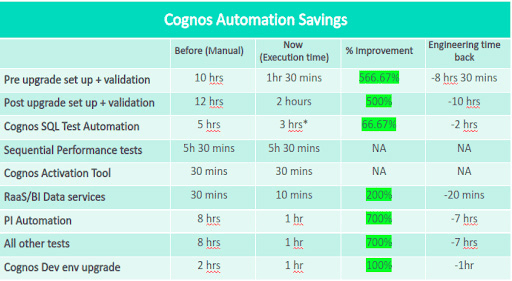 Cognos Automation Savings
Before (Manual) Now (Execution time) % Improvement Engineering time back
Pre upgrade set up + validation 10 hrs 1hr 30 mins 566.67% -8 hrs 30 mins
Post upgrade set up + validation 12 hrs 2 hours 500% -10 hrs
Cognos SQL Test Automation 5 hrs 3 hrs* 66.67% -2 hrs
Sequential Performance tests 5h 30 mins 5h 30 mins NA NA
Cognos Activation Tool 30 mins 30 mins NA NA
RaaS/BI Data services 30 mins 10 mins 200% -20 mins
PI Automation 8 hrs 1 hr 700% -7 hrs
All other tests 8 hrs 1 hr 700% -7 hrs
Cognos Dev env upgrade 2 hrs 1 hr 100% -1hr